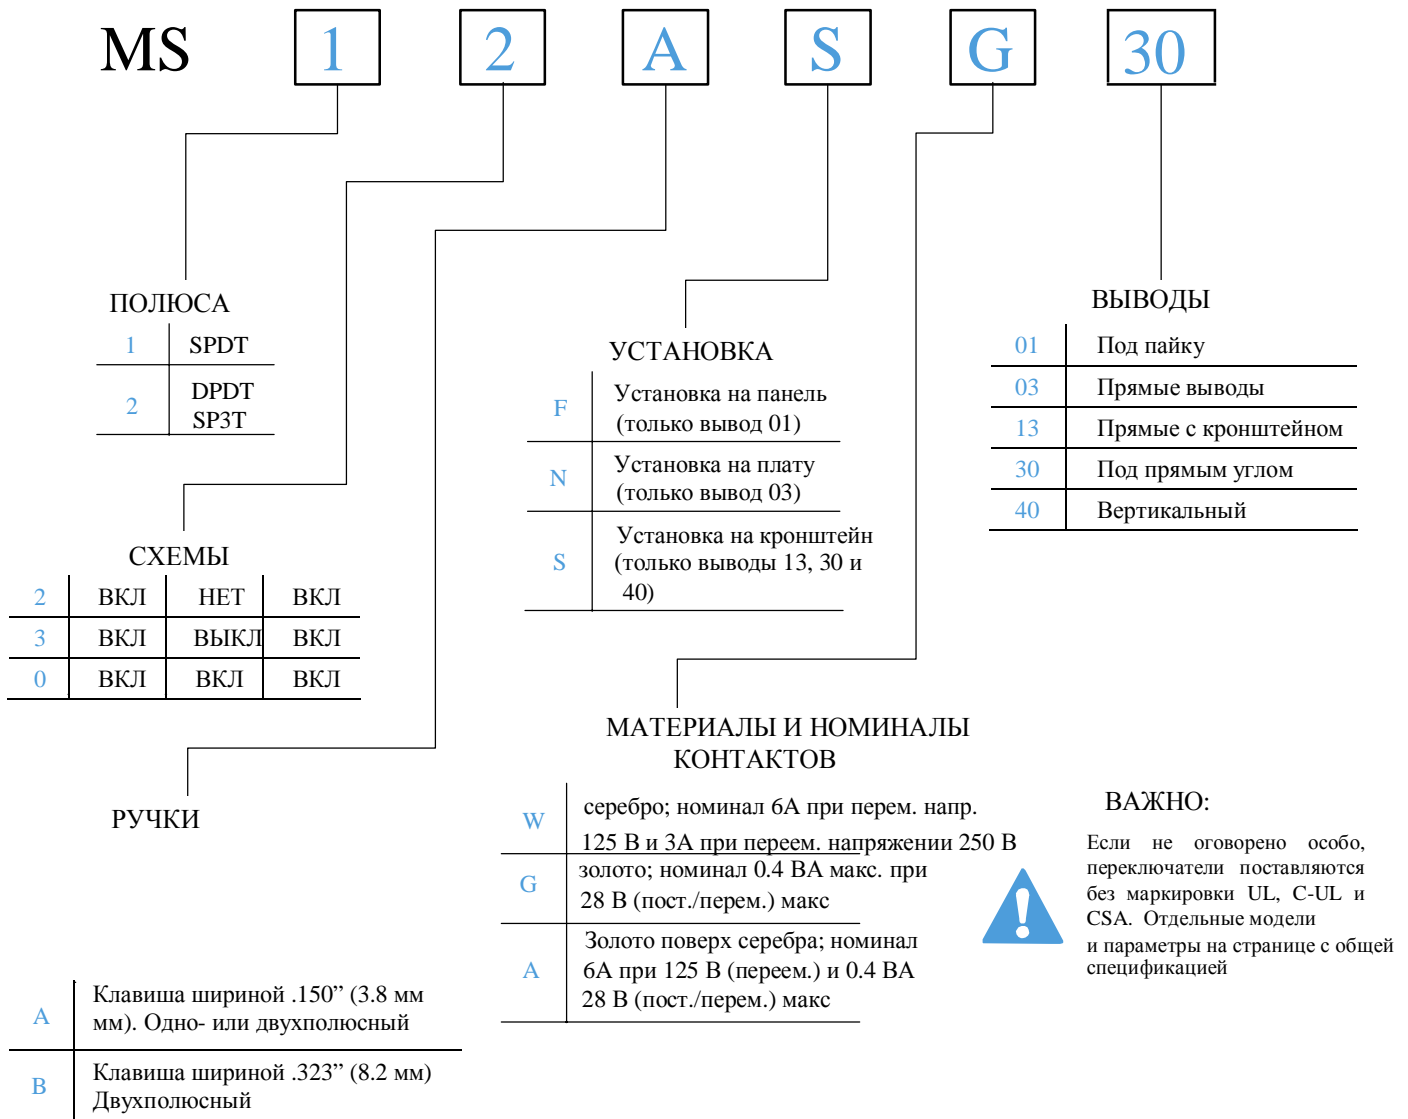 MS 1 2 A S G 30
ПОЛЮСА
1 SPDT
2 DPDT
SP3T
СХЕМЫ
2 ВКЛ НЕТ ВКЛ
3 ВКЛ ВЫКЛ ВКЛ
0 ВКЛ ВКЛ ВКЛ
РУЧКИ
A Клавиша шириной .150” (3.8 мм
мм). Одно- или двухполюсный
B Клавиша шириной .323” (8.2 мм)
Двухполюсный
УСТАНОВКА
F Установка на панель
(только вывод 01)
N Установка на плату
(только вывод 03)
S Установка на кронштейн
(только выводы 13, 30 и
40)
МАТЕРИАЛЫ И НОМИНАЛЫ
КОНТАКТОВ
W серебро; номинал 6А при перем. напр.
125 В и 3А при переем. напряжении 250 В
G золото; номинал 0.4 ВА макс. при
28 В (пост./перем.) макс
A Золото поверх серебра; номинал
6А при 125 В (переем.) и 0.4 ВА
28 В (пост./перем.) макс
ВЫВОДЫ
01 Под пайку
03 Прямые выводы
13 Прямые с кронштейном
30 Под прямым углом
40 Вертикальный
ВАЖНО:
Если не оговорено особо,
переключатели поставляются
без маркировки UL, C-UL и
CSA. Отдельные модели
и параметры на странице с общей
спецификацией